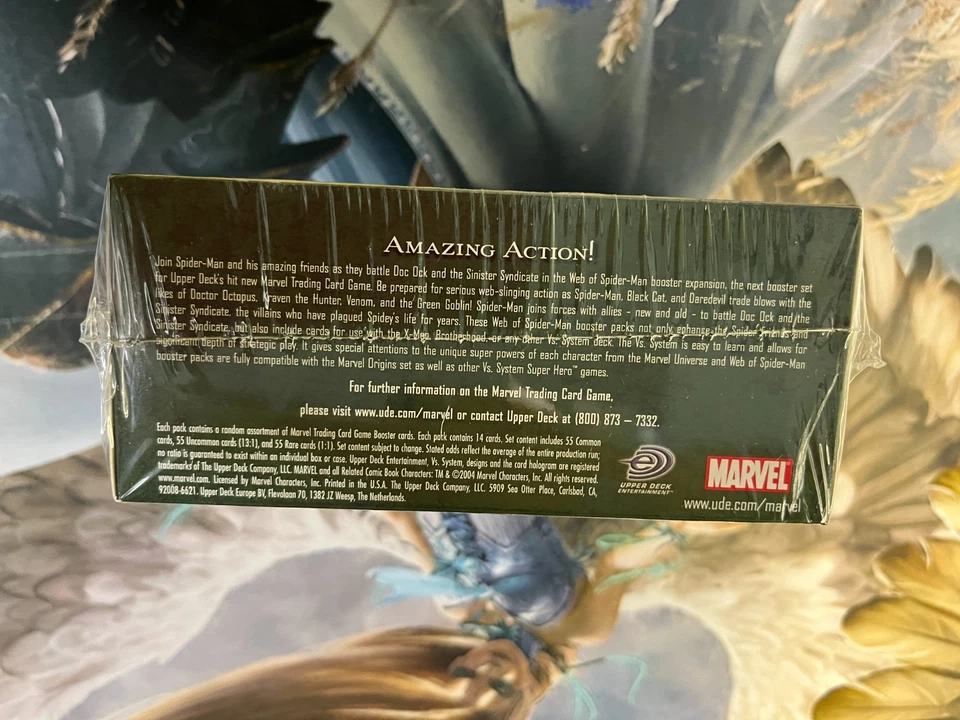 AMAZING ACTION!
Join Spider-Man and his amazing friends as they battle Doc Ock and the Sinister Syndicate in the Web of Spider-Man booster expansion, the next booster set
for Upper Deck's hit new Marvel Trading Card Game. Be prepared for serious web-slinging action as Spider-Man, Black Cat, and Daredevil trade blows with the
likes of Doctor Octopus, Kraven the Hunter, Venom, and the Green Goblin! Spider-Man joins forces with allies - new and old - to battle Doc Ock and the
Sinister Syndicate, the villains who have plagued Spidey's life for years. These Web of Spider-Man booster packs not only enhance the Spider-Friends and
Sinister Syndicate, but also include cards for use with the X-Men, Brotherhood, or any other Vs. System deck. The Vs. System is easy to learn and allows for
significant depth of strategic play. It gives special attentions to the unique super powers of each character from the Marvel Universe and Web of Spider-Man
booster packs are fully compatible with the Marvel Origins set as well as other Vs. System Super Hero™ games.
For further information on the Marvel Trading Card Game,
please visit www.ude.com/marvel or contact Upper Deck at (800) 873 – 7332.
Each pack contains a random assortment of Marvel Trading Card Game Booster cards. Each pack contains 14 cards. Set content includes 55 Common
cards, 55 Uncommon cards (13:1), and 55 Rare cards (1:1). Set content subject to change. Stated odds reflect the average of the entire production run;
no ratio is guaranteed to exist within an individual box or case. Upper Deck Entertainment, Vs. System, designs and the card hologram are registered
trademarks of The Upper Deck Company, LLC. MARVEL and all Related Comic Book Characters: TM & ©2004 Marvel Characters, Inc. All rights reserved.
www.marvel.com. Licensed by Marvel Characters, Inc. Printed in the U.S.A. The Upper Deck Company, LLC. 5909 Sea Otter Place, Carlsbad, CA,
92008-6621. Upper Deck Europe BV, Flevolaan 70, 1382 JZ Weesp, The Netherlands.
UPPER DECK
ENTERTAINMENT™
MARVEL
www.ude.com/marvel